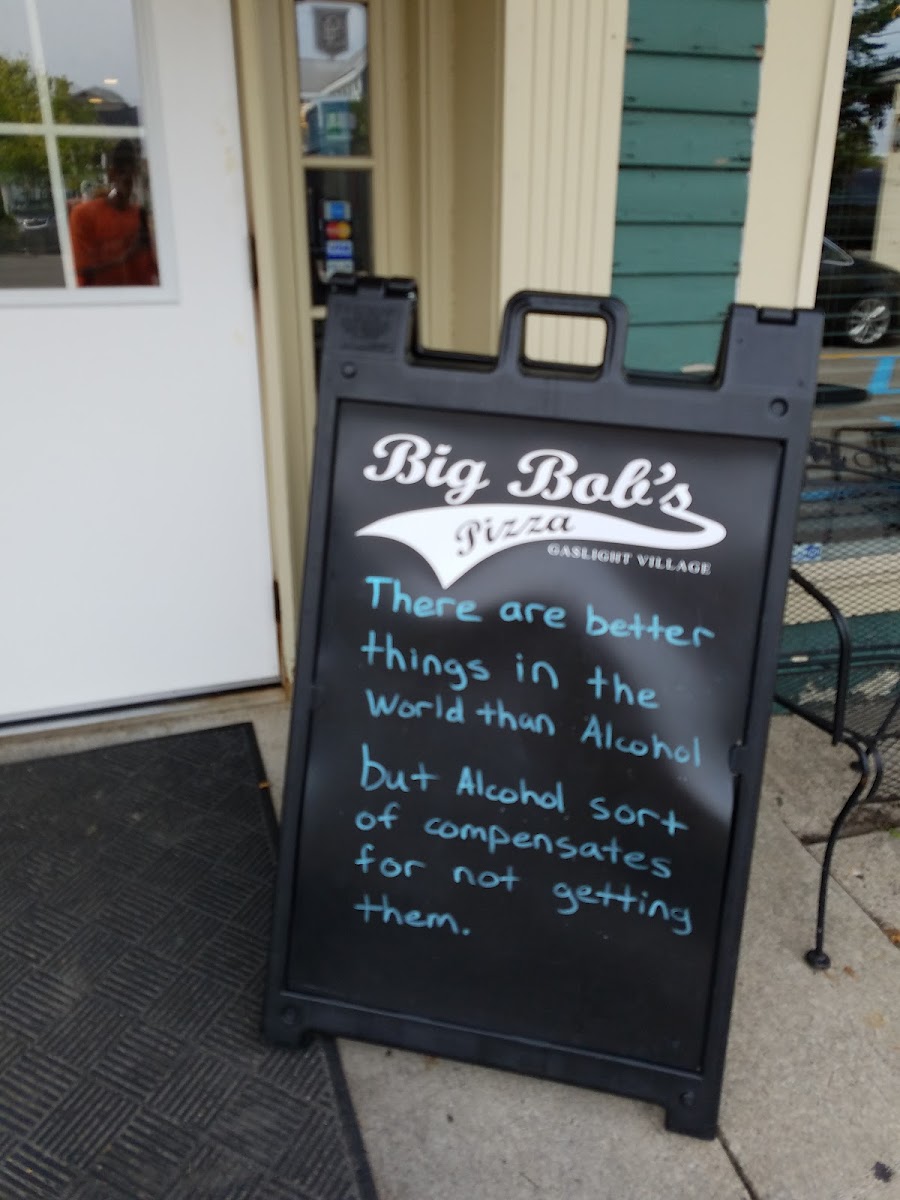 Big Bob's
Pizza
GASLIGHT VILLAGE
There are better
things in the
World than Alcohol
but Alcohol sort
of compensates
for not getting
them.